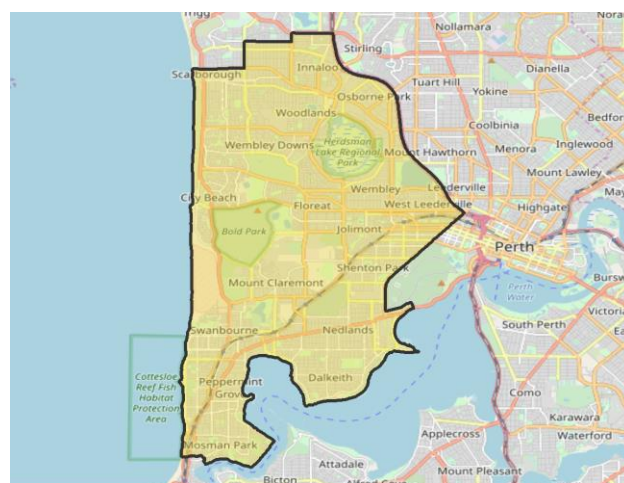 Trigg
Nollamara
Stirling
Innaloo
Dianella
Scarborough
Tuart Hill
Yokine
Osborne Park
Woodlands
Coolbinia
Inglewood
Herdsman
Lake Regional
Park
Wembley Downs
Mount Hawthorn
Menora
Mount Lawley
Wembley
Leederville
City Beach
Floreat
West Leederville
Highgate
Bold Park
Jolimont
Perth
Shenton Park
Mount Claremont
Perth
Water
Swanbourne
Nedlands
South Perth
Victoria
Cottesloe
Reef Fish
Habitat
Protection
Area
Peppermint
Grove
Dalkeith
Como
Karawara
Waterford
Mosman Park
Applecross
Attadale
Mount Pleasant
Bicton